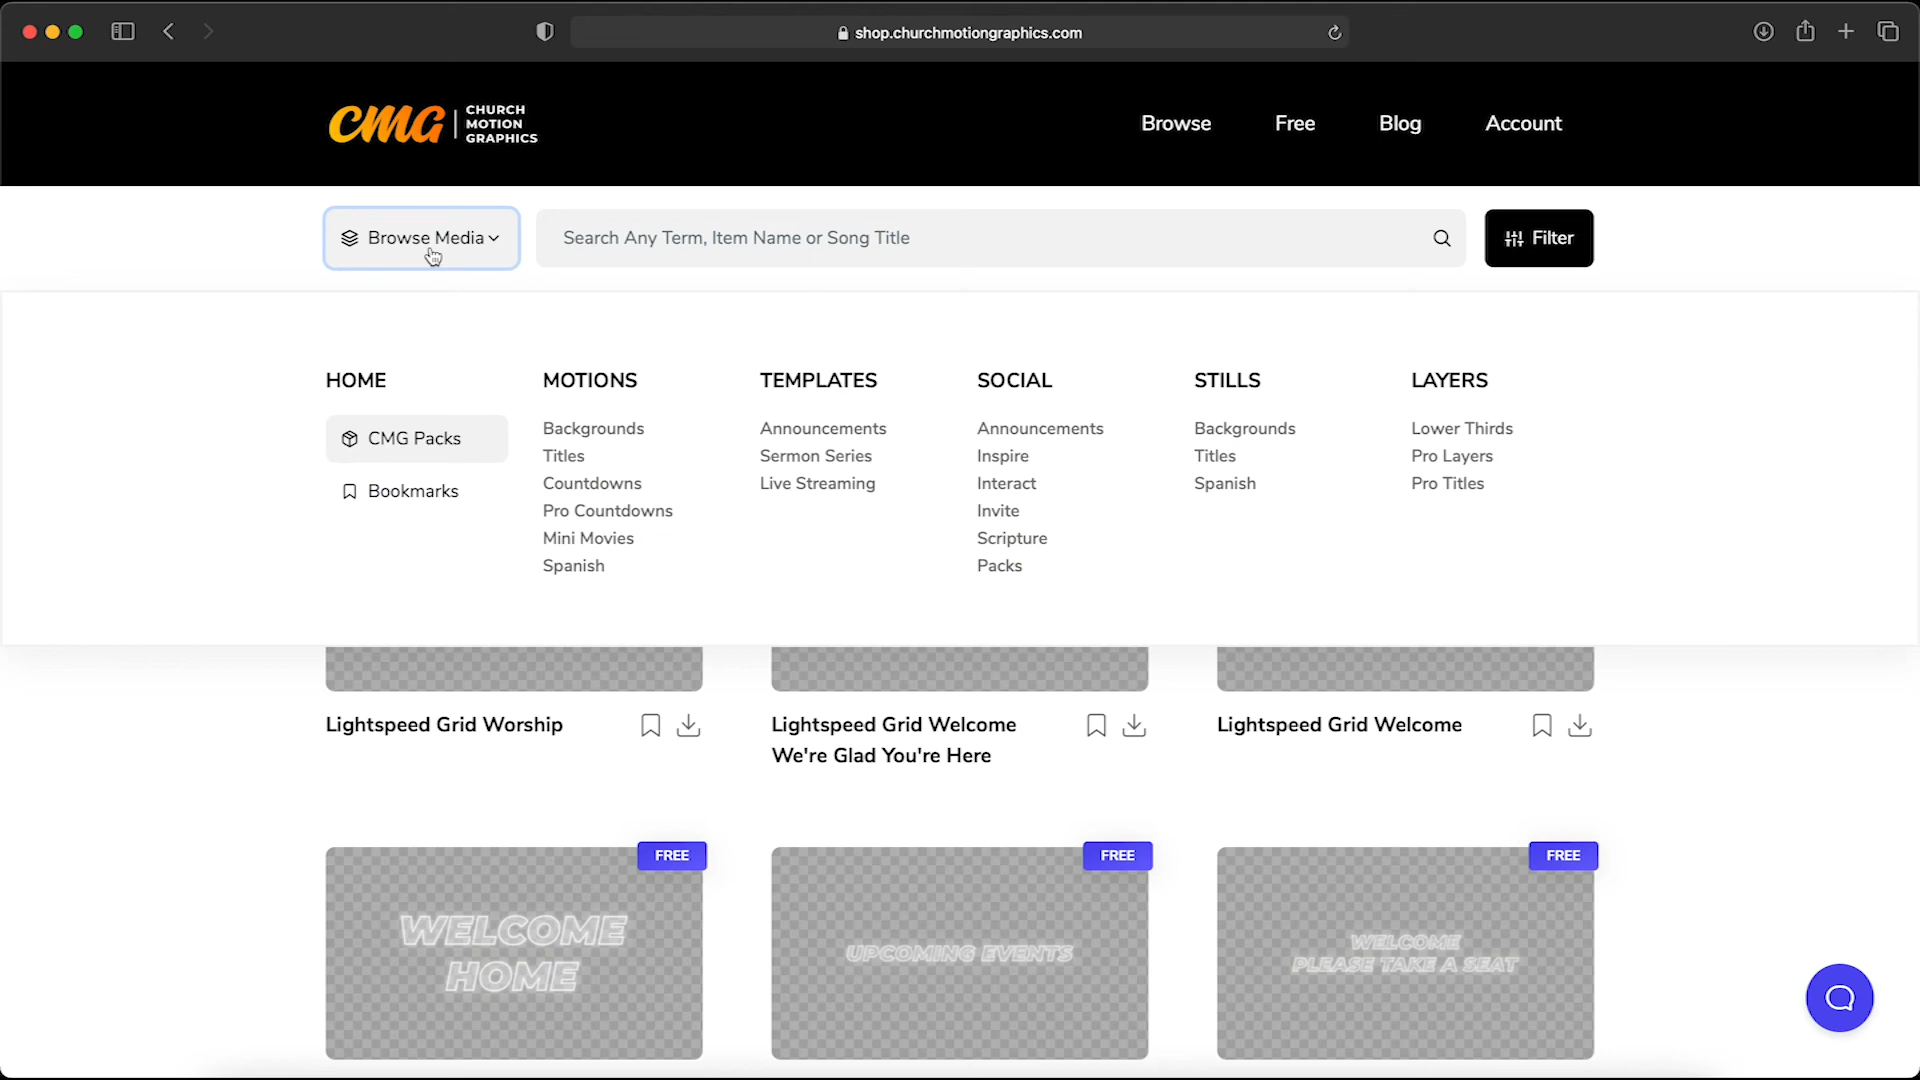 shop.churchmotiongraphics.com
CMG CHURCH
MOTION
GRAPHICS
Browse Free Blog Account
Browse Media Search Any Term, Item Name or Song Title Filter
HOME
CMG Packs
Bookmarks
MOTIONS
Backgrounds
Titles
Countdowns
Pro Countdowns
Mini Movies
Spanish
TEMPLATES
Announcements
Sermon Series
Live Streaming
SOCIAL
Announcements
Inspire
Interact
Invite
Scripture
Packs
STILLS
Backgrounds
Titles
Spanish
LAYERS
Lower Thirds
Pro Layers
Pro Titles
Lightspeed Grid Worship
Lightspeed Grid Welcome
We're Glad You're Here
Lightspeed Grid Welcome
FREE
WELCOME
HOME
FREE
UPCOMING EVENTS
FREE
WELCOME
PLEASE TAKE A SEAT